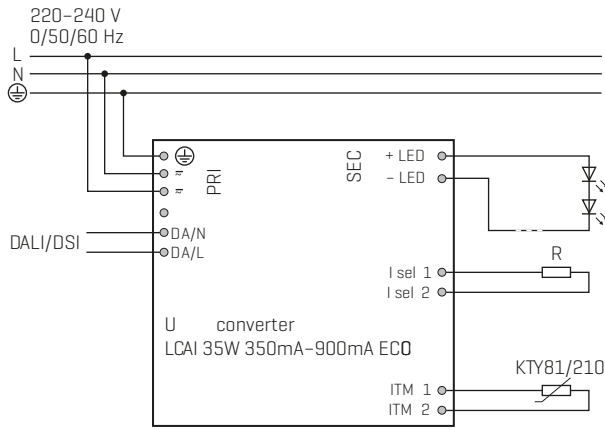 220–240 V
0/50/60 Hz
L
N
PRI
SEC
+ LED
– LED
DA/N
DA/L
DALI/DSI
I sel 1
I sel 2
R
U converter
LCAI 35W 350mA–900mA ECO
KTY81/210
ITM 1
ITM 2